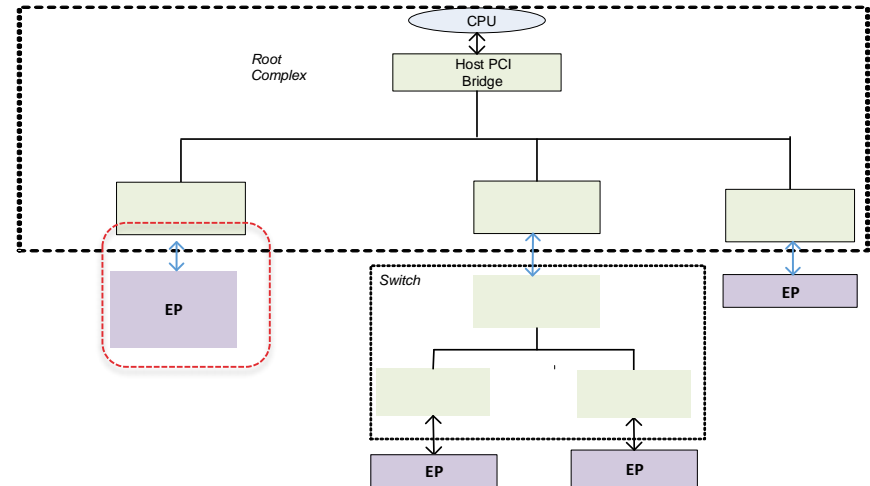 CPU
Root
Complex
Host PCI
Bridge
EP
Switch
EP
EP
EP